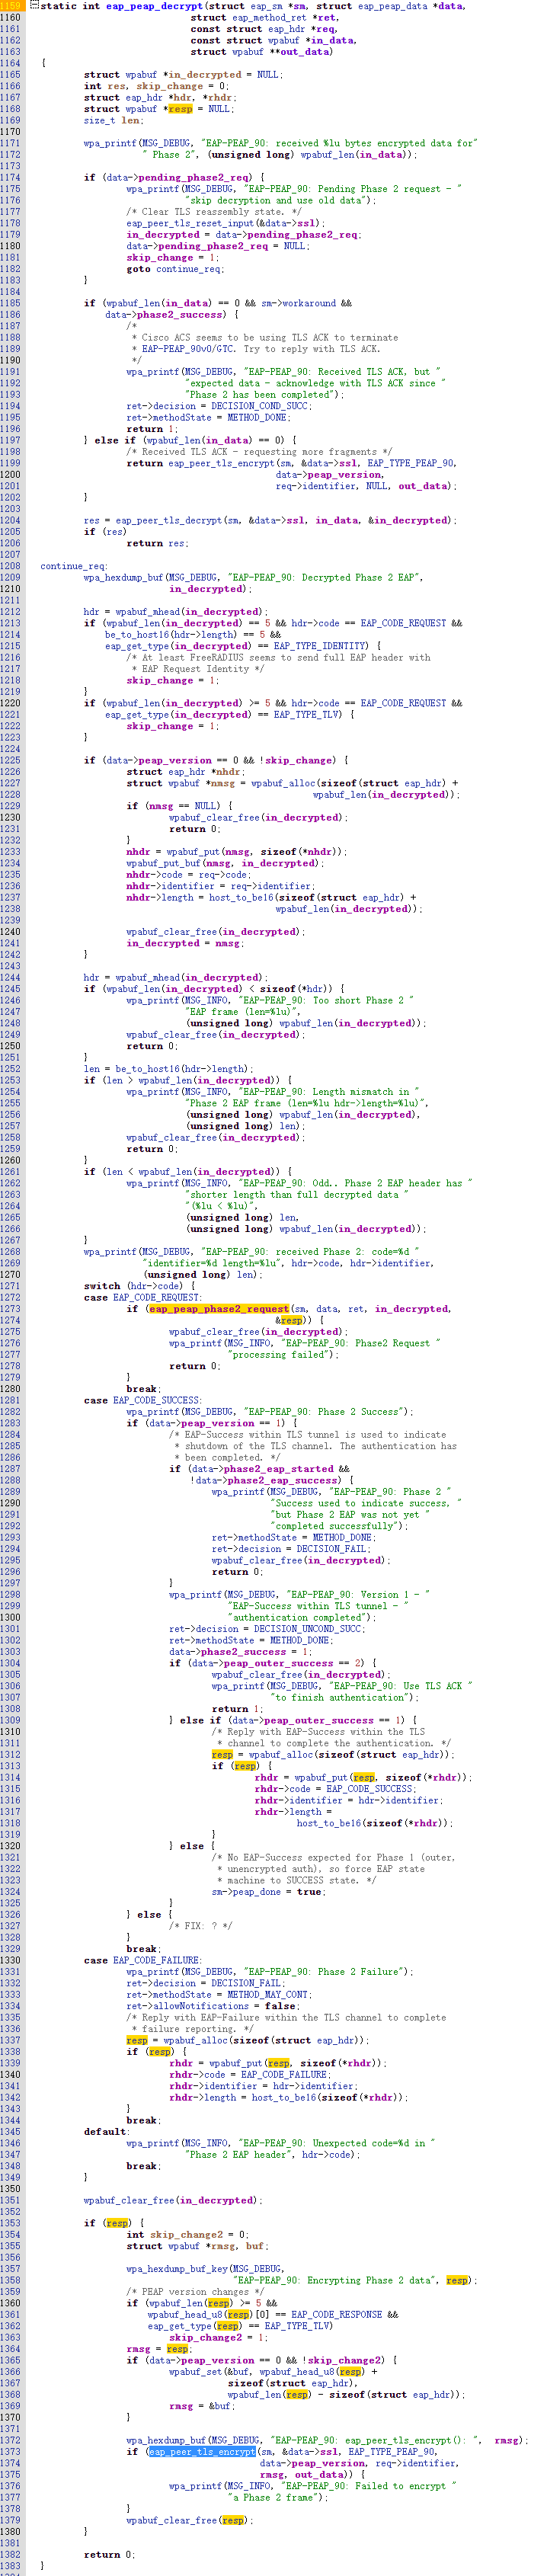 1159 static int eap_peap_decrypt(struct eap_sm *sm, struct eap_peap_data *data,
1160 struct eap_method_ret *ret,
1161 const struct eap_hdr *req,
1162 const struct wpabuf *in_data,
1163 struct wpabuf **out_data)
1164 {
1165 struct wpabuf *in_decrypted = NULL;
1166 int res, skip_change = 0;
1167 struct eap_hdr *hdr, *rhdr;
1168 struct wpabuf *resp = NULL;
1169 size_t len;
1170
1171 wpa_printf(MSG_DEBUG, "EAP-PEAP_90: received %lu bytes encrypted data for"
1172 " Phase 2", (unsigned long) wpabuf_len(in_data));
1173
1174 if (data->pending_phase2_req) {
1175 wpa_printf(MSG_DEBUG, "EAP-PEAP_90: Pending Phase 2 request - "
1176 "skip decryption and use old data");
1177 /* Clear TLS reassembly state. */
1178 eap_peer_tls_reset_input(&data->ssl);
1179 in_decrypted = data->pending_phase2_req;
1180 data->pending_phase2_req = NULL;
1181 skip_change = 1;
1182 goto continue_req;
1183 }
1184
1185 if (wpabuf_len(in_data) == 0 && sm->workaround &&
1186 data->phase2_success) {
1187 /*
1188 * Cisco ACS seems to be using TLS ACK to terminate
1189 * EAP-PEAP_90v0/GTC. Try to reply with TLS ACK.
1190 */
1191 wpa_printf(MSG_DEBUG, "EAP-PEAP_90: Received TLS ACK, but "
1192 "expected data - acknowledge with TLS ACK since "
1193 "Phase 2 has been completed");
1194 ret->decision = DECISION_COND_SUCC;
1195 ret->methodState = METHOD_DONE;
1196 return 1;
1197 } else if (wpabuf_len(in_data) == 0) {
1198 /* Received TLS ACK - requesting more fragments */
1199 return eap_peer_tls_encrypt(sm, &data->ssl, EAP_TYPE_PEAP_90,
1200 data->peap_version,
1201 req->identifier, NULL, out_data);
1202 }
1203
1204 res = eap_peer_tls_decrypt(sm, &data->ssl, in_data, &in_decrypted);
1205 if (res)
1206 return res;
1207
1208 continue_req:
1209 wpa_hexdump_buf(MSG_DEBUG, "EAP-PEAP_90: Decrypted Phase 2 EAP",
1210 in_decrypted);
1211
1212 hdr = wpabuf_mhead(in_decrypted);
1213 if (wpabuf_len(in_decrypted) == 5 && hdr->code == EAP_CODE_REQUEST &&
1214 be_to_host16(hdr->length) == 5 &&
1215 eap_get_type(in_decrypted) == EAP_TYPE_IDENTITY) {
1216 /* At least FreeRADIUS seems to send full EAP header with
1217 * EAP Request Identity */
1218 skip_change = 1;
1219 }
1220 if (wpabuf_len(in_decrypted) >= 5 && hdr->code == EAP_CODE_REQUEST &&
1221 eap_get_type(in_decrypted) == EAP_TYPE_TLV) {
1222 skip_change = 1;
1223 }
1224
1225 if (data->peap_version == 0 && !skip_change) {
1226 struct eap_hdr *nhdr;
1227 struct wpabuf *nmsg = wpabuf_alloc(sizeof(struct eap_hdr) +
1228 wpabuf_len(in_decrypted));
1229 if (nmsg == NULL) {
1230 wpabuf_clear_free(in_decrypted);
1231 return 0;
1232 }
1233 nhdr = wpabuf_put(nmsg, sizeof(*nhdr));
1234 wpabuf_put_buf(nmsg, in_decrypted);
1235 nhdr->code = req->code;
1236 nhdr->identifier = req->identifier;
1237 nhdr->length = host_to_be16(sizeof(struct eap_hdr) +
1238 wpabuf_len(in_decrypted));
1239
1240 wpabuf_clear_free(in_decrypted);
1241 in_decrypted = nmsg;
1242 }
1243
1244 hdr = wpabuf_mhead(in_decrypted);
1245 if (wpabuf_len(in_decrypted) < sizeof(*hdr)) {
1246 wpa_printf(MSG_INFO, "EAP-PEAP_90: Too short Phase 2 "
1247 "EAP frame (len=%lu)",
1248 (unsigned long) wpabuf_len(in_decrypted));
1249 wpabuf_clear_free(in_decrypted);
1250 return 0;
1251 }
1252 len = be_to_host16(hdr->length);
1253 if (len > wpabuf_len(in_decrypted)) {
1254 wpa_printf(MSG_INFO, "EAP-PEAP_90: Length mismatch in "
1255 "Phase 2 EAP frame (len=%lu hdr->length=%lu)",
1256 (unsigned long) wpabuf_len(in_decrypted),
1257 (unsigned long) len);
1258 wpabuf_clear_free(in_decrypted);
1259 return 0;
1260 }
1261 if (len < wpabuf_len(in_decrypted)) {
1262 wpa_printf(MSG_INFO, "EAP-PEAP_90: Odd.. Phase 2 EAP header has "
1263 "shorter length than full decrypted data "
1264 "(%lu < %lu)",
1265 (unsigned long) len,
1266 (unsigned long) wpabuf_len(in_decrypted));
1267 }
1268 wpa_printf(MSG_DEBUG, "EAP-PEAP_90: received Phase 2: code=%d "
1269 "identifier=%d length=%lu", hdr->code, hdr->identifier,
1270 (unsigned long) len);
1271 switch (hdr->code) {
1272 case EAP_CODE_REQUEST:
1273 if (eap_peap_phase2_request(sm, data, ret, in_decrypted,
1274 &resp)) {
1275 wpabuf_clear_free(in_decrypted);
1276 wpa_printf(MSG_INFO, "EAP-PEAP_90: Phase2 Request "
1277 "processing failed");
1278 return 0;
1279 }
1280 break;
1281 case EAP_CODE_SUCCESS:
1282 wpa_printf(MSG_DEBUG, "EAP-PEAP_90: Phase 2 Success");
1283 if (data->peap_version == 1) {
1284 /* EAP-Success within TLS tunnel is used to indicate
1285 * shutdown of the TLS channel. The authentication has
1286 * been completed. */
1287 if (data->phase2_eap_started &&
1288 !data->phase2_eap_success) {
1289 wpa_printf(MSG_DEBUG, "EAP-PEAP_90: Phase 2 "
1290 "Success used to indicate success, "
1291 "but Phase 2 EAP was not yet "
1292 "completed successfully");
1293 ret->methodState = METHOD_DONE;
1294 ret->decision = DECISION_FAIL;
1295 wpabuf_clear_free(in_decrypted);
1296 return 0;
1297 }
1298 wpa_printf(MSG_DEBUG, "EAP-PEAP_90: Version 1 - "
1299 "EAP-Success within TLS tunnel - "
1300 "authentication completed");
1301 ret->decision = DECISION_UNCOND_SUCC;
1302 ret->methodState = METHOD_DONE;
1303 data->phase2_success = 1;
1304 if (data->peap_outer_success == 2) {
1305 wpabuf_clear_free(in_decrypted);
1306 wpa_printf(MSG_DEBUG, "EAP-PEAP_90: Use TLS ACK "
1307 "to finish authentication");
1308 return 1;
1309 } else if (data->peap_outer_success == 1) {
1310 /* Reply with EAP-Success within the TLS
1311 * channel to complete the authentication. */
1312 resp = wpabuf_alloc(sizeof(struct eap_hdr));
1313 if (resp) {
1314 rhdr = wpabuf_put(resp, sizeof(*rhdr));
1315 rhdr->code = EAP_CODE_SUCCESS;
1316 rhdr->identifier = hdr->identifier;
1317 rhdr->length =
1318 host_to_be16(sizeof(*rhdr));
1319 }
1320 } else {
1321 /* No EAP-Success expected for Phase 1 (outer,
1322 * unencrypted auth), so force EAP state
1323 * machine to SUCCESS state. */
1324 sm->peap_done = true;
1325 }
1326 } else {
1327 /* FIX: ? */
1328 }
1329 break;
1330 case EAP_CODE_FAILURE:
1331 wpa_printf(MSG_DEBUG, "EAP-PEAP_90: Phase 2 Failure");
1332 ret->decision = DECISION_FAIL;
1333 ret->methodState = METHOD_MAY_CONT;
1334 ret->allowNotifications = false;
1335 /* Reply with EAP-Failure within the TLS channel to complete
1336 * failure reporting. */
1337 resp = wpabuf_alloc(sizeof(struct eap_hdr));
1338 if (resp) {
1339 rhdr = wpabuf_put(resp, sizeof(*rhdr));
1340 rhdr->code = EAP_CODE_FAILURE;
1341 rhdr->identifier = hdr->identifier;
1342 rhdr->length = host_to_be16(sizeof(*rhdr));
1343 }
1344 break;
1345 default:
1346 wpa_printf(MSG_INFO, "EAP-PEAP_90: Unexpected code=%d in "
1347 "Phase 2 EAP header", hdr->code);
1348 break;
1349 }
1350
1351 wpabuf_clear_free(in_decrypted);
1352
1353 if (resp) {
1354 int skip_change2 = 0;
1355 struct wpabuf *rmsg, buf;
1356
1357 wpa_hexdump_buf_key(MSG_DEBUG,
1358 "EAP-PEAP_90: Encrypting Phase 2 data", resp);
1359 /* PEAP version changes */
1360 if (wpabuf_len(resp) >= 5 &&
1361 wpabuf_head_u8(resp)[0] == EAP_CODE_RESPONSE &&
1362 eap_get_type(resp) == EAP_TYPE_TLV)
1363 skip_change2 = 1;
1364 rmsg = resp;
1365 if (data->peap_version == 0 && !skip_change2) {
1366 wpabuf_set(&buf, wpabuf_head_u8(resp) +
1367 sizeof(struct eap_hdr),
1368 wpabuf_len(resp) - sizeof(struct eap_hdr));
1369 rmsg = &buf;
1370 }
1371
1372 wpa_hexdump_buf(MSG_DEBUG, "EAP-PEAP_90: eap_peer_tls_encrypt(): ", rmsg);
1373 if (eap_peer_tls_encrypt(sm, &data->ssl, EAP_TYPE_PEAP_90,
1374 data->peap_version, req->identifier,
1375 rmsg, out_data)) {
1376 wpa_printf(MSG_INFO, "EAP-PEAP_90: Failed to encrypt "
1377 "a Phase 2 frame");
1378 }
1379 wpabuf_clear_free(resp);
1380 }
1381
1382 return 0;
1383 }